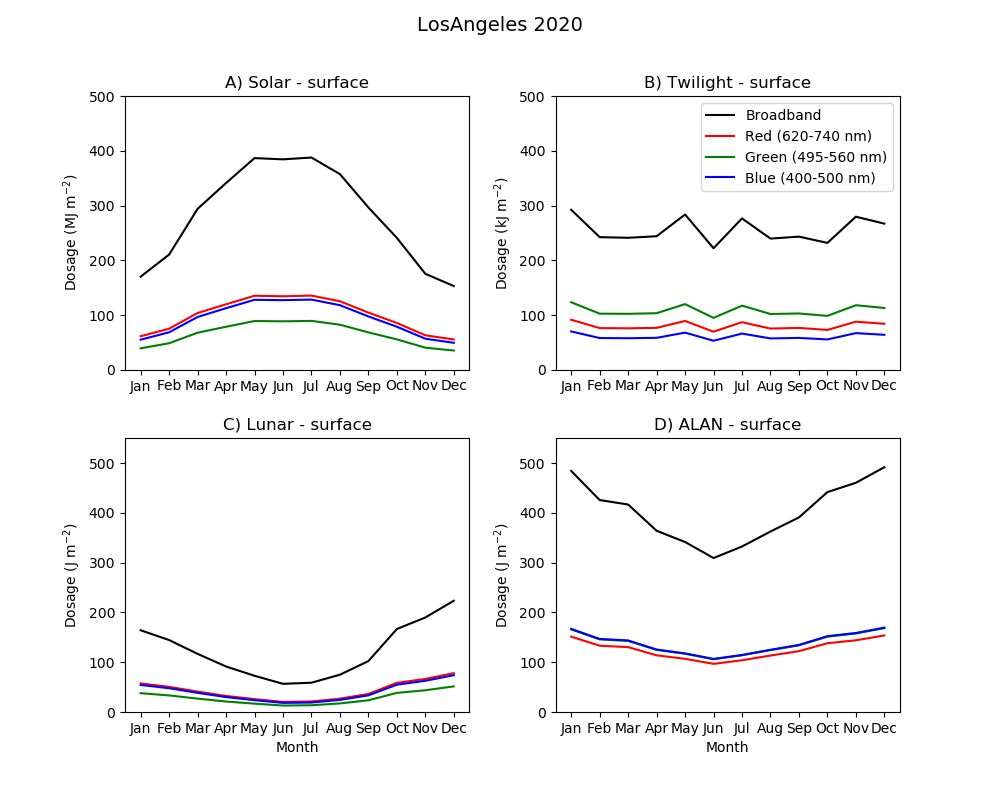 LosAngeles 2020
A) Solar - surface
Dosage (MJ m⁻²)
500
400
300
200
100
0
Jan Feb Mar Apr May Jun Jul Aug Sep Oct Nov Dec
B) Twilight - surface
Dosage (kJ m⁻²)
500
400
300
200
100
0
Broadband
Red (620-740 nm)
Green (495-560 nm)
Blue (400-500 nm)
Jan Feb Mar Apr May Jun Jul Aug Sep Oct Nov Dec
C) Lunar - surface
Dosage (J m⁻²)
500
400
300
200
100
0
Jan Feb Mar Apr May Jun Jul Aug Sep Oct Nov Dec
Month
D) ALAN - surface
Dosage (J m⁻²)
500
400
300
200
100
0
Jan Feb Mar Apr May Jun Jul Aug Sep Oct Nov Dec
Month